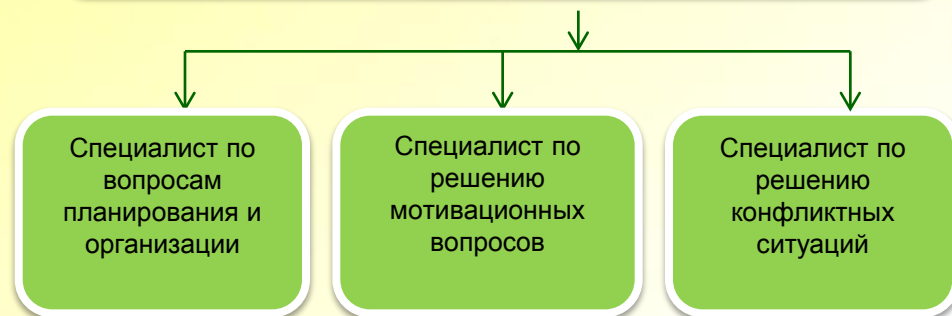 Специалист по
вопросам
планирования и
организации
Специалист по
решению
мотивационных
вопросов
Специалист по
решению
конфликтных
ситуаций